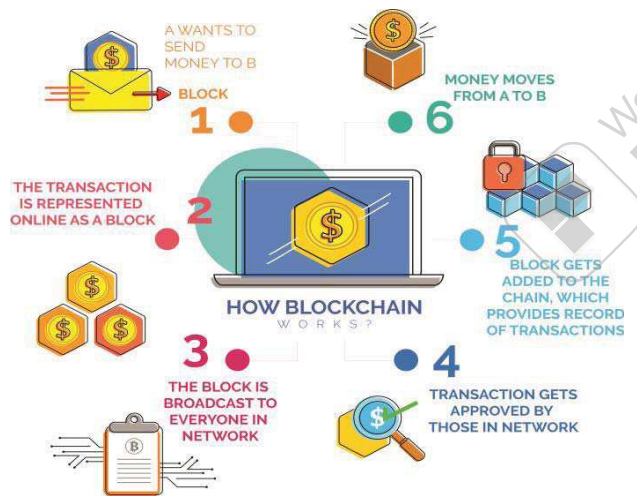 A WANTS TO
SEND
MONEY TO B
BLOCK
1
2
THE TRANSACTION
IS REPRESENTED
ONLINE AS A BLOCK
3
THE BLOCK IS
BROADCAST TO
EVERYONE IN
NETWORK
4
TRANSACTION GETS
APPROVED BY
THOSE IN NETWORK
5
BLOCK GETS
ADDED TO THE
CHAIN, WHICH
PROVIDES RECORD
OF TRANSACTIONS
6
MONEY MOVES
FROM A TO B
HOW BLOCKCHAIN
WORKS?